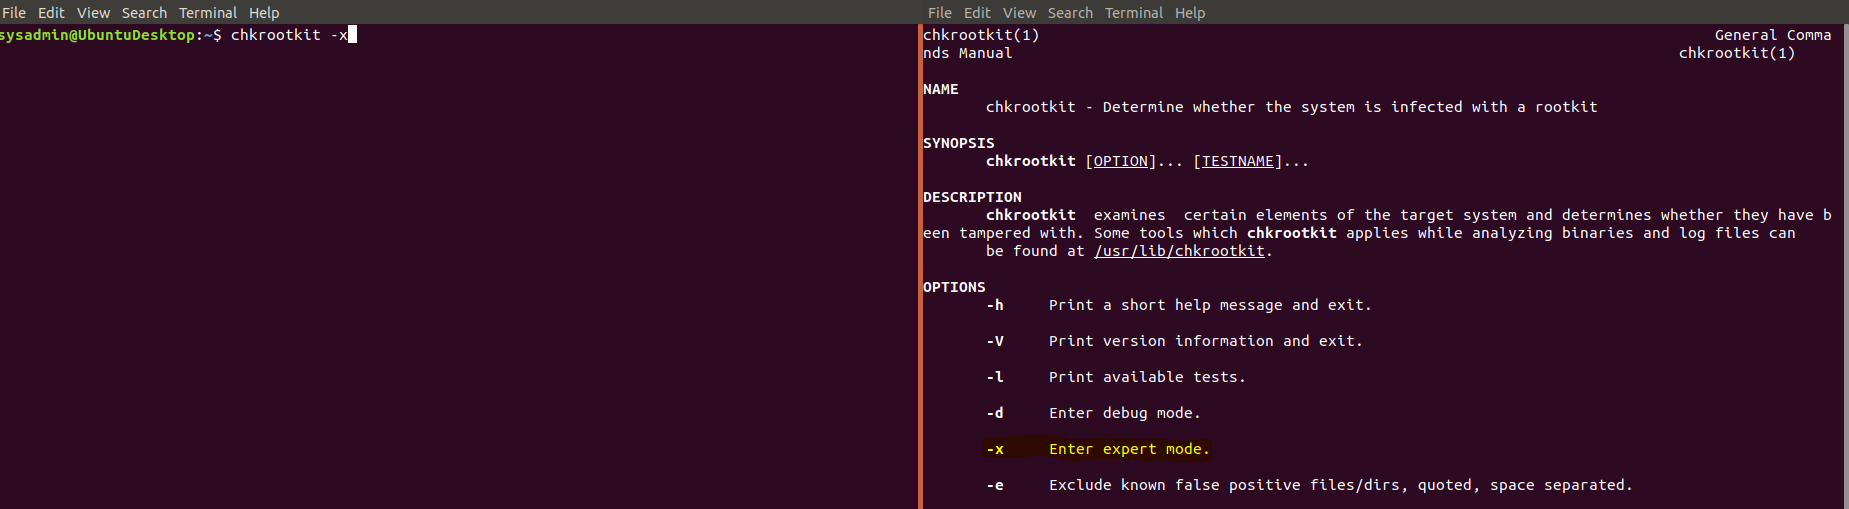 File Edit View Search Terminal Help
sysadmin@UbuntuDesktop:~$ chkrootkit -x
File Edit View Search Terminal Help
chkrootkit(1) General Comma
nds Manual chkrootkit(1)
NAME
chkrootkit - Determine whether the system is infected with a rootkit
SYNOPSIS
chkrootkit [OPTION]... [TESTNAME]...
DESCRIPTION
chkrootkit examines certain elements of the target system and determines whether they have b
een tampered with. Some tools which chkrootkit applies while analyzing binaries and log files can
be found at /usr/lib/chkrootkit.
OPTIONS
-h Print a short help message and exit.
-V Print version information and exit.
-l Print available tests.
-d Enter debug mode.
-x Enter expert mode.
-e Exclude known false positive files/dirs, quoted, space separated.